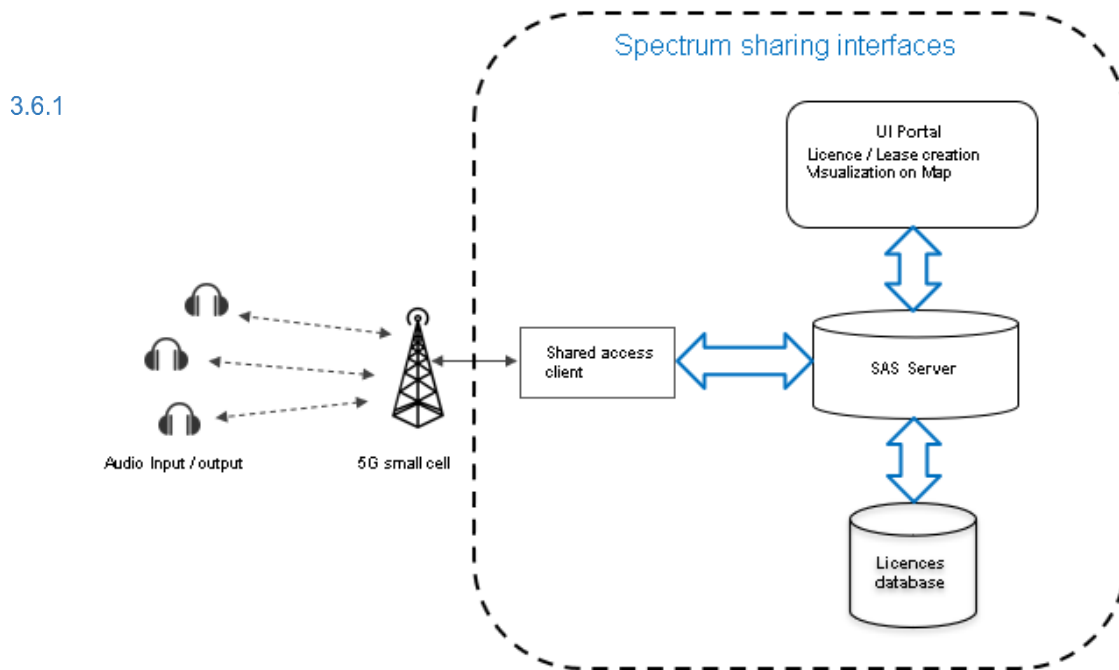 Spectrum sharing interfaces
3.6.1
UI Portal
Licence / Lease creation
Visualization on Map
Shared access
client
SAS Server
Audio Input / output
5G small cell
Licences
database